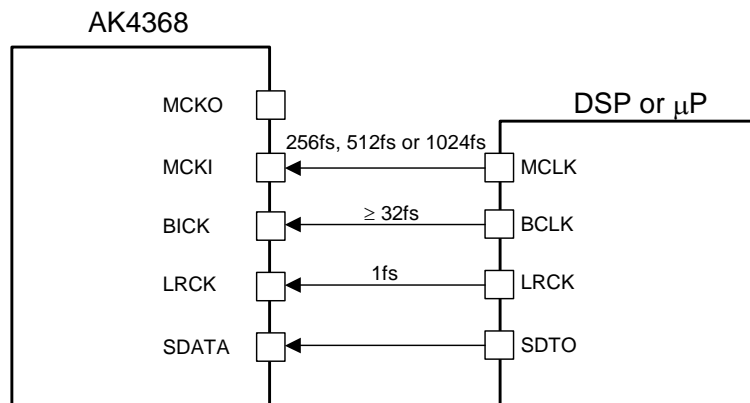 AK4368
DSP or μP
MCKO
256fs, 512fs or 1024fs
MCKI
MCLK
≥ 32fs
BICK
BCLK
1fs
LRCK
LRCK
SDATA
SDTO